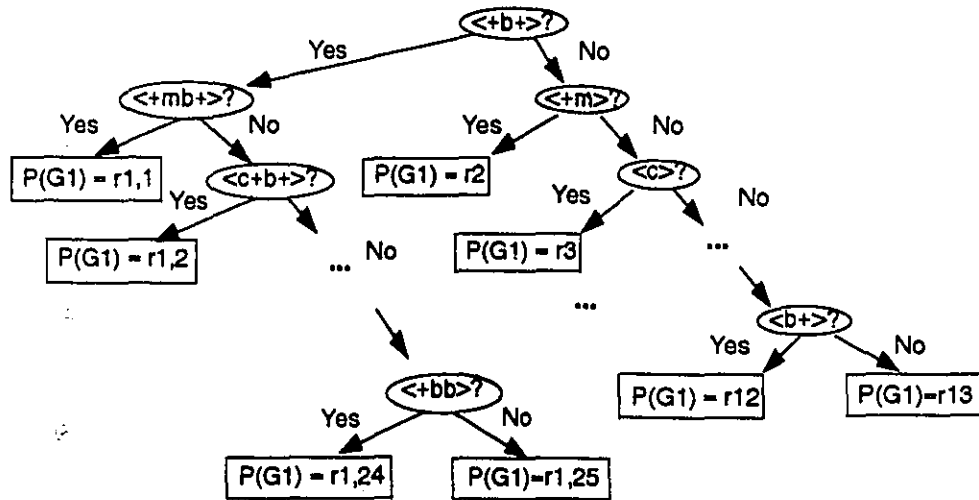 <+b+>?
Yes
No
<+mb+>?
<+m>?
Yes
No
Yes
No
P(G1) = r1,1
<c+b+>?
P(G1) = r2
<c>?
Yes
No
Yes
No
P(G1) = r1,2
...
P(G1) = r3
...
...
<b+>?
Yes
No
<+bb>?
P(G1) = r12
P(G1)=r13
Yes
No
P(G1) = r1,24
P(G1)=r1,25